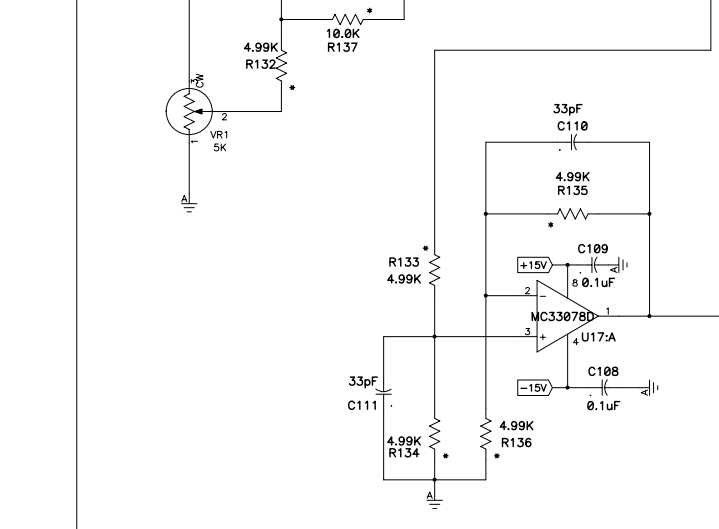 *
10.0K
R137
4.99K
R132
*
3
CW
2
VR1
5K
1
A
33pF
C110
4.99K
R135
*
*
R133
4.99K
C109
+15V
A
8 0.1uF
2
−
MC33078D
1
3
+
4 U17:A
33pF
C111
−15V
C108
A
0.1uF
4.99K
R134
*
4.99K
R136
*
A